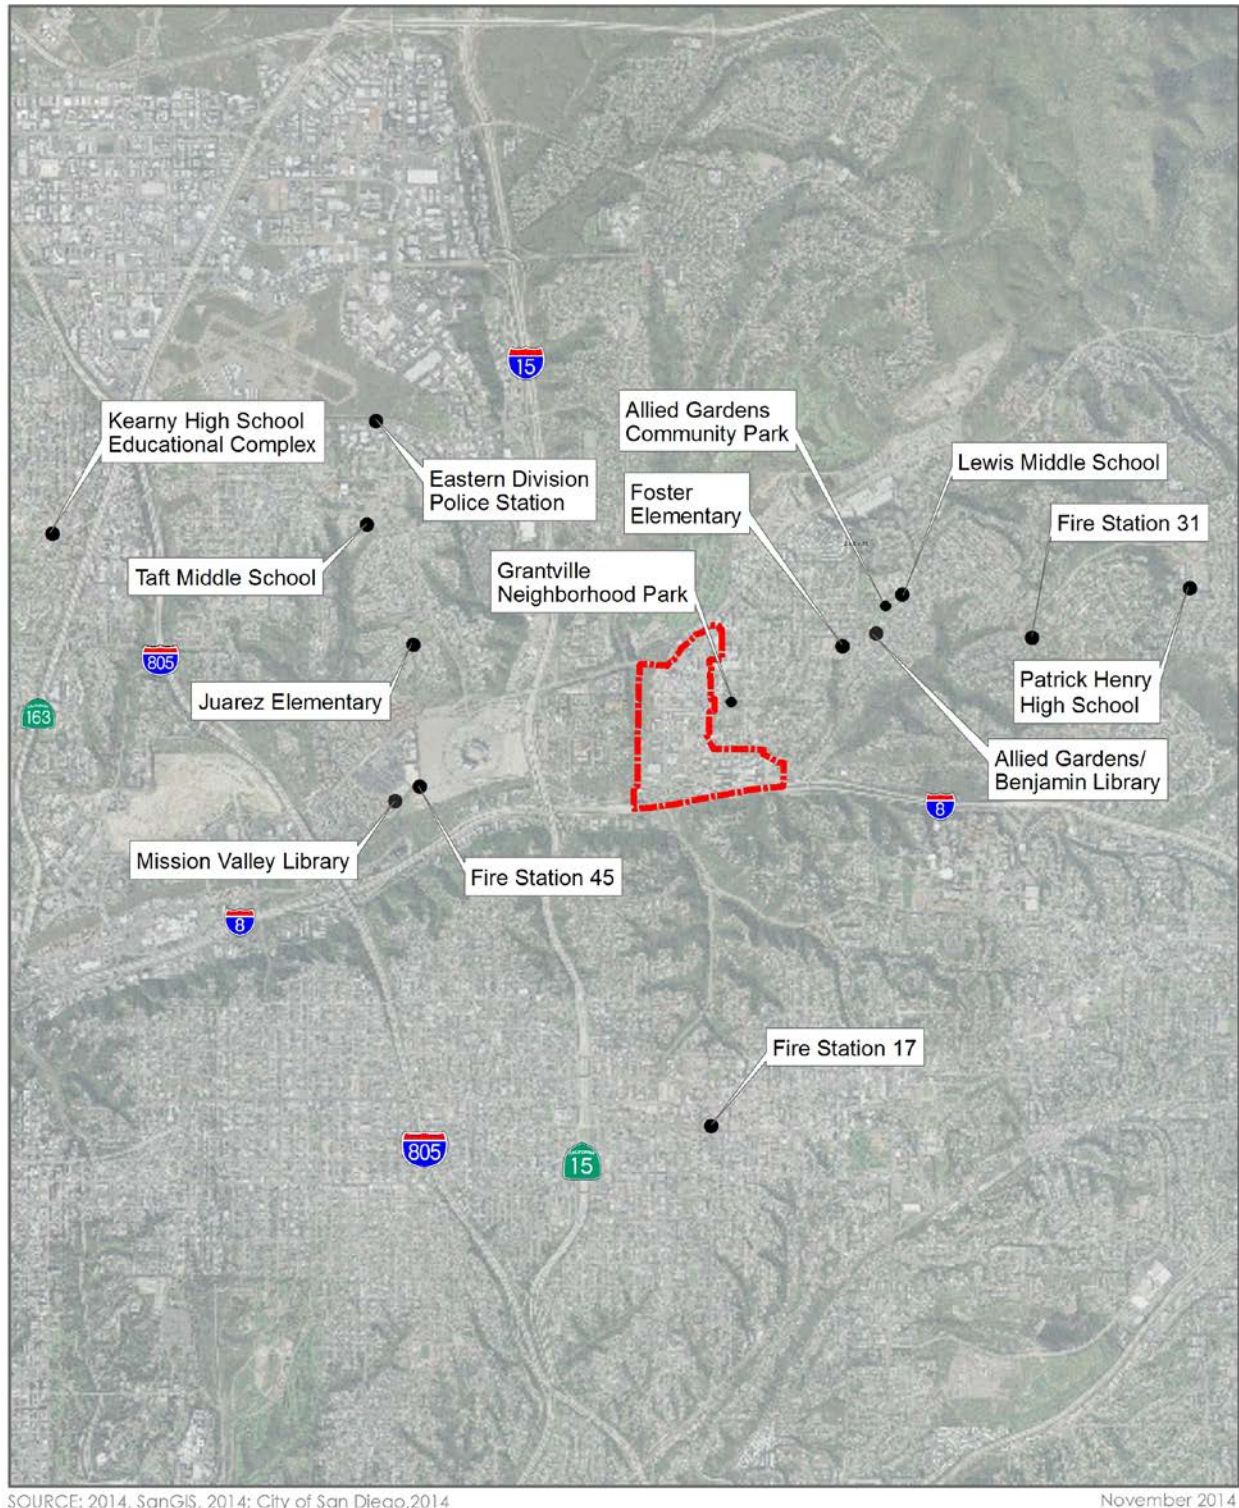 15
Kearny High School
Educational Complex
Allied Gardens
Community Park
Lewis Middle School
Eastern Division
Police Station
Foster
Elementary
Fire Station 31
Taft Middle School
Grantville
Neighborhood Park
805
Juarez Elementary
163
Patrick Henry
High School
Allied Gardens/
Benjamin Library
8
Mission Valley Library
Fire Station 45
8
Fire Station 17
805
CALIFORNIA
15
SOURCE: 2014, SanGIS, 2014; City of San Diego,2014
November 2014